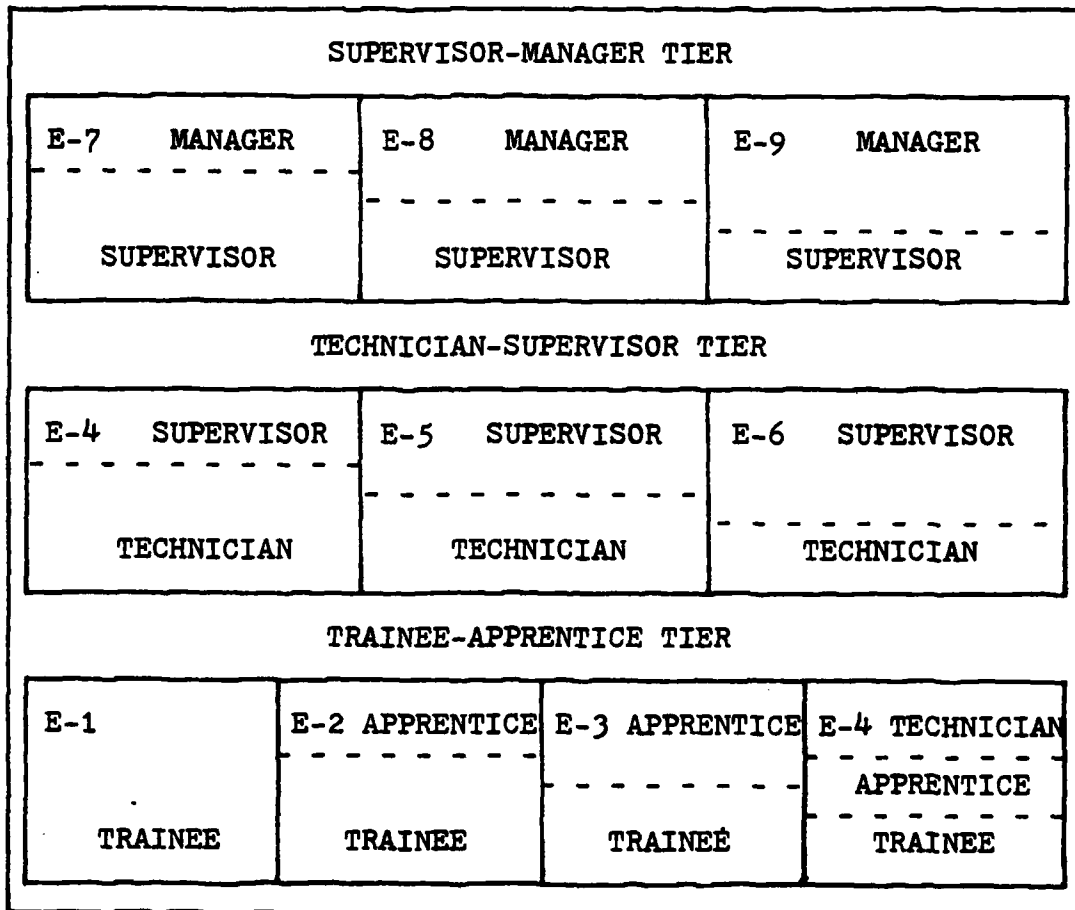 SUPERVISOR-MANAGER TIER
E-7 MANAGER
SUPERVISOR
E-8 MANAGER
SUPERVISOR
E-9 MANAGER
SUPERVISOR
TECHNICIAN-SUPERVISOR TIER
E-4 SUPERVISOR
TECHNICIAN
E-5 SUPERVISOR
TECHNICIAN
E-6 SUPERVISOR
TECHNICIAN
TRAINEE-APPRENTICE TIER
E-1
TRAINEE
E-2 APPRENTICE
TRAINEE
E-3 APPRENTICE
TRAINEE
E-4 TECHNICIAN
APPRENTICE
TRAINEE